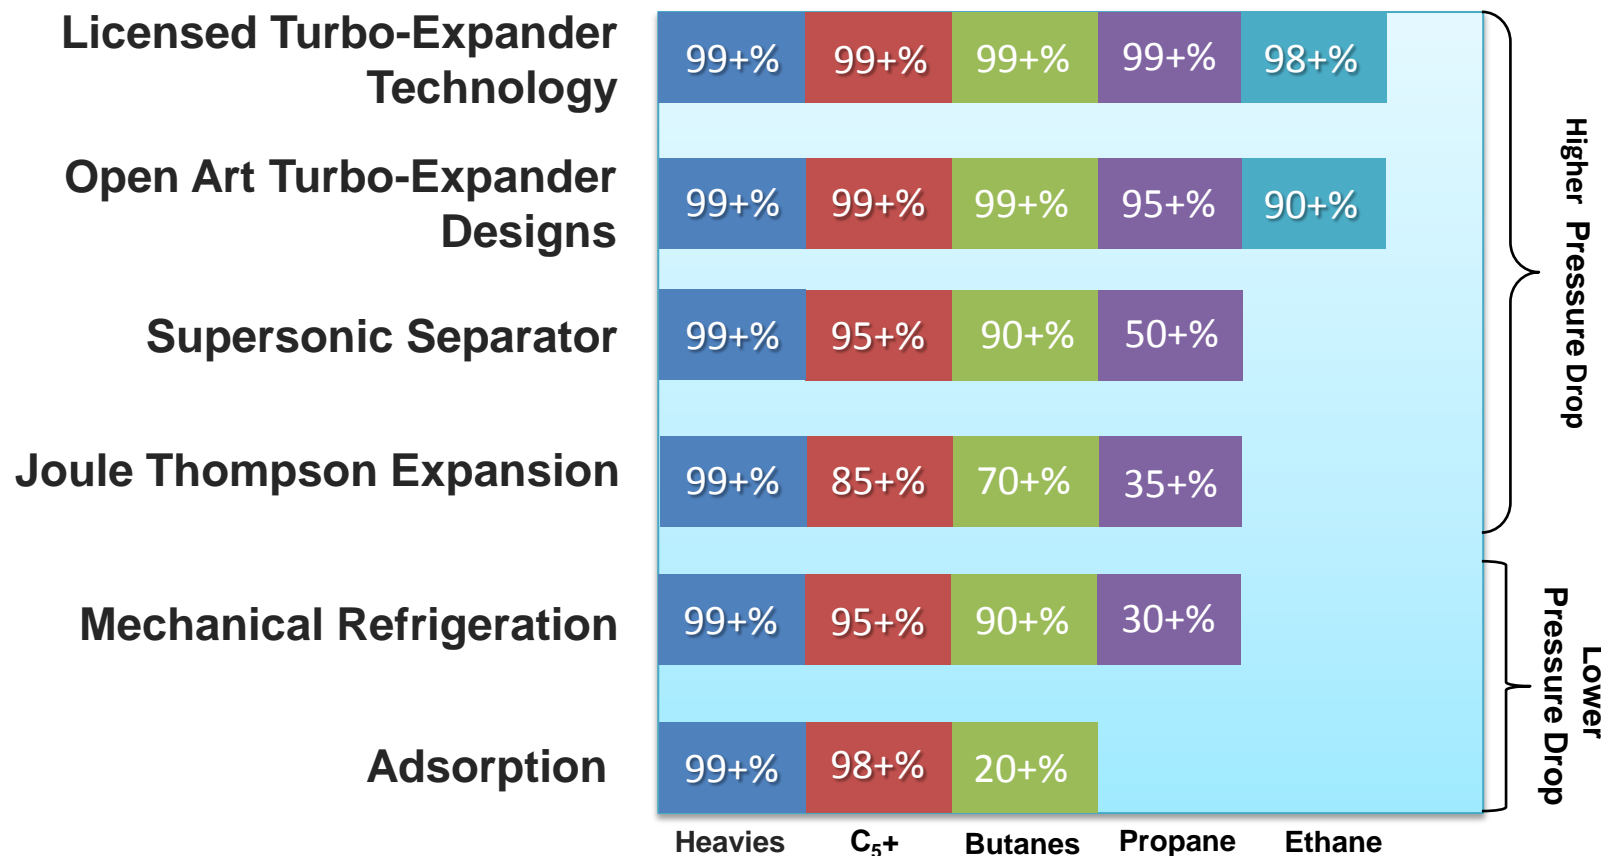 Licensed Turbo-Expander
Technology
99+% 99+% 99+% 99+% 98+%
Open Art Turbo-Expander
Designs
99+% 99+% 99+% 95+% 90+%
Supersonic Separator
99+% 95+% 90+% 50+%
Joule Thompson Expansion
99+% 85+% 70+% 35+%
Mechanical Refrigeration
99+% 95+% 90+% 30+%
Adsorption
99+% 98+% 20+%
Heavies C₅+ Butanes Propane Ethane
Higher Pressure Drop
Lower
Pressure Drop